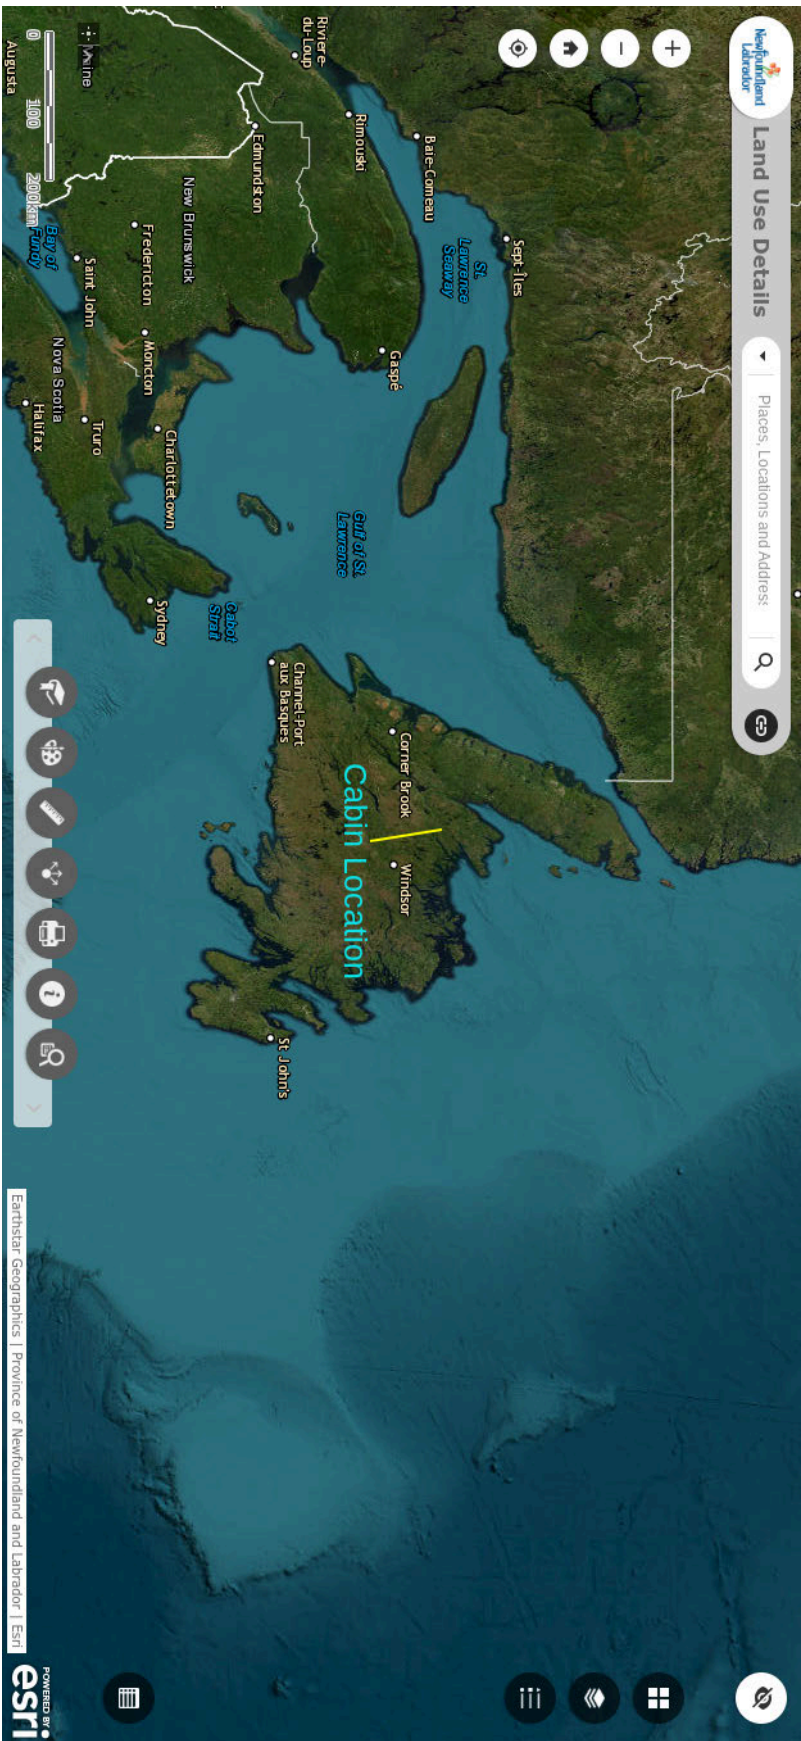 Newfoundland
Labrador
Land Use Details
Places, Locations and Address
Sept-Îles
Baie-Comeau
St.
Lawrence
Seaway
Riviere-
du-Loup
Rimouski
Gaspé
Edmundston
Gulf of St.
Lawrence
New Brunswick
Fredericton
Moncton
Charlottetown
Maine
Saint John
Truro
Cabot
Strait
Sydney
Bay of
Fundy
Nova Scotia
Halifax
Augusta
0
100
200km
Corner Brook
Windsor
Cabin Location
Channel-Port
aux Basques
St John's
Earthstar Geographics | Province of Newfoundland and Labrador | Esri
POWERED BY
esri